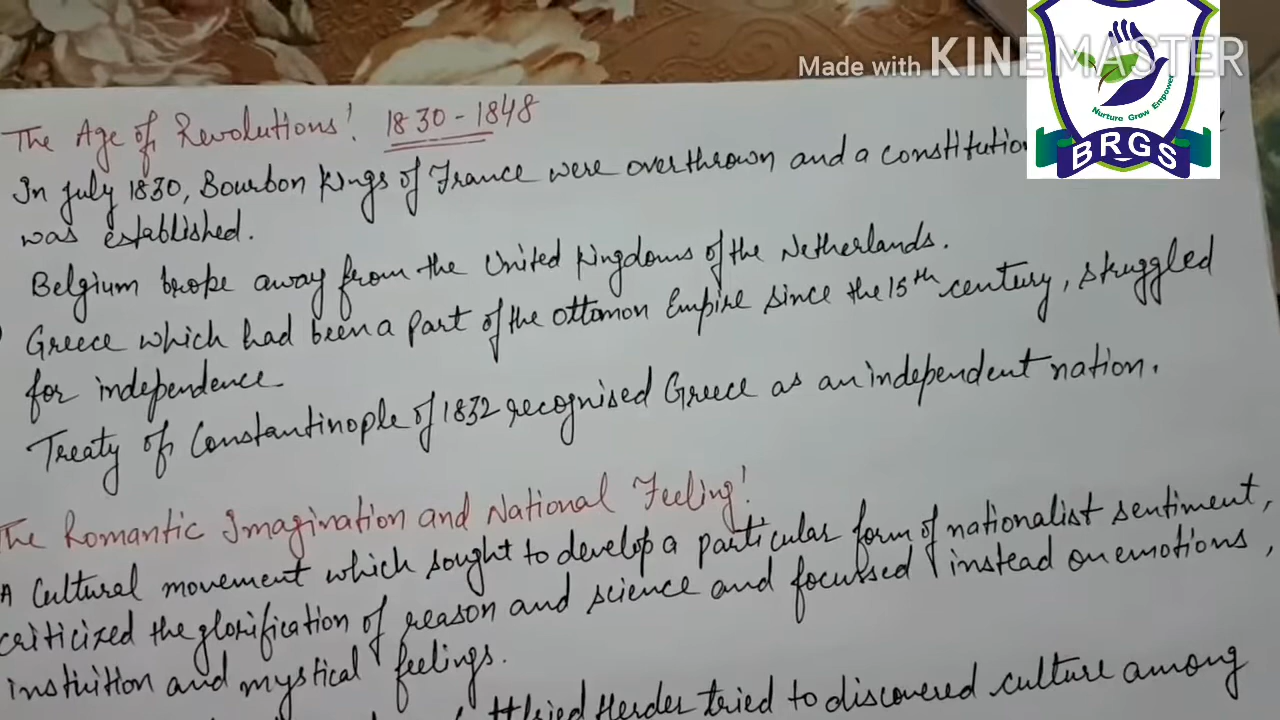 Made with KINEMASTER
Nurture Grow Empower
BRGS
The Age of Revolutions: 1830-1848
In July 1830, Bourbon kings of France were overthrown and a constitution
was established.
Belgium broke away from the United kingdoms of the Netherlands.
Greece which had been a part of the ottomon Empire since the 15th century, struggled
for independence
Treaty of Constantinople of 1832 recognised Greece as an independent nation.
The Romantic Imagination and National Feeling:
A Cultural movement which sought to develop a particular form of nationalist sentiment,
criticized the glorification of reason and science and focussed instead on emotions,
instuition and mystical feelings.
Herder tried to discovered culture among